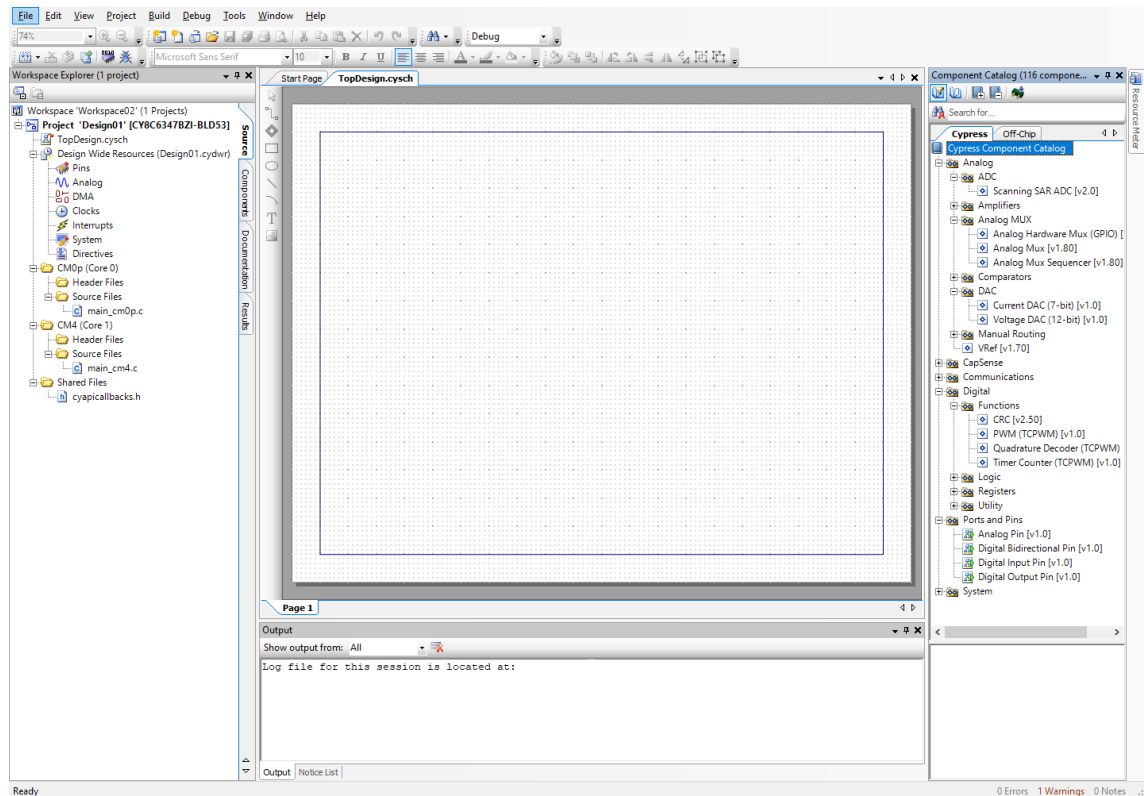 File Edit View Project Build Debug Tools Window Help
74% Debug
Microsoft Sans Serif 10 B I U A
Workspace Explorer (1 project)
Workspace 'Workspace02' (1 Projects)
Project 'Design01' [CY8C6347BZI-BLD53]
TopDesign.cysch
Design Wide Resources (Design01.cydwr)
Pins
Analog
DMA
Clocks
Interrupts
System
Directives
CM0p (Core 0)
Header Files
Source Files
main_cm0p.c
CM4 (Core 1)
Header Files
Source Files
main_cm4.c
Shared Files
cyapicallbacks.h
Source
Components
Documentation
Results
Start Page TopDesign.cysch
T
Page 1
Output
Show output from: All
Log file for this session is located at:
Output Notice List
Component Catalog (116 compone...
Search for...
Cypress Off-Chip
Cypress Component Catalog
Analog
ADC
Scanning SAR ADC [v2.0]
Amplifiers
Analog MUX
Analog Hardware Mux (GPIO) [
Analog Mux [v1.80]
Analog Mux Sequencer [v1.80]
Comparators
DAC
Current DAC (7-bit) [v1.0]
Voltage DAC (12-bit) [v1.0]
Manual Routing
VRef [v1.70]
CapSense
Communications
Digital
Functions
CRC [v2.50]
PWM (TCPWM) [v1.0]
Quadrature Decoder (TCPWM)
Timer Counter (TCPWM) [v1.0]
Logic
Registers
Utility
Ports and Pins
Analog Pin [v1.0]
Digital Bidirectional Pin [v1.0]
Digital Input Pin [v1.0]
Digital Output Pin [v1.0]
System
Resource Meter
Ready 0 Errors 1 Warnings 0 Notes